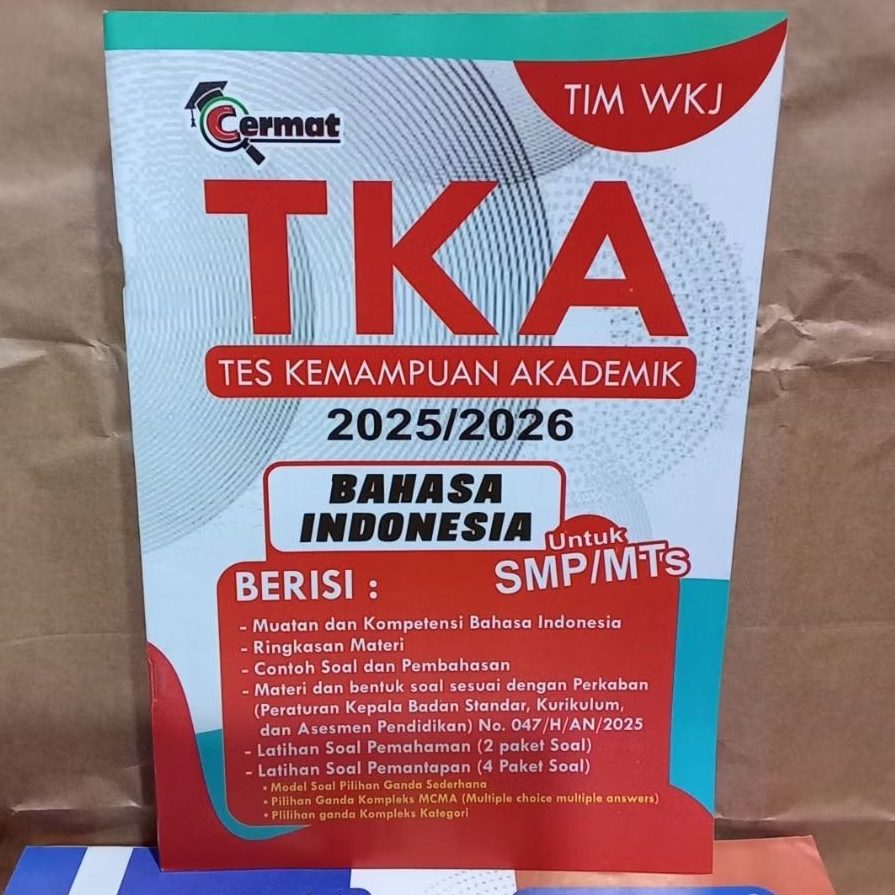 TIM WKJ
Cermat
TKA
TES KEMAMPUAN AKADEMIK
2025/2026
BAHASA
INDONESIA
Untuk
SMP/MTs
BERISI :
- Muatan dan Kompetensi Bahasa Indonesia
- Ringkasan Materi
- Contoh Soal dan Pembahasan
- Materi dan bentuk soal sesuai dengan Perkaban
(Peraturan Kepala Badan Standar, Kurikulum,
dan Asesmen Pendidikan) No. 047/H/AN/2025
- Latihan Soal Pemahaman (2 paket Soal)
- Latihan Soal Pemantapan (4 Paket Soal)
• Model Soal Pilihan Ganda Sederhana
• Pilihan Ganda Kompleks MCMA (Multiple choice multiple answers)
• Plilihan ganda Kompleks Kategori